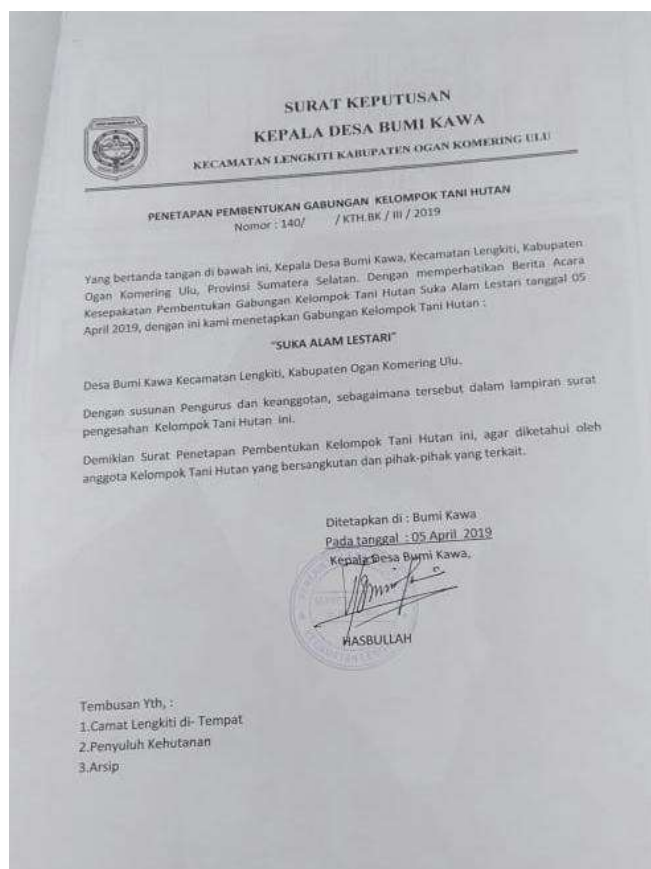 SURAT KEPUTUSAN
KEPALA DESA BUMI KAWA
KECAMATAN LENGKITI KABUPATEN OGAN KOMERING ULU
PENETAPAN PEMBENTUKAN GABUNGAN KELOMPOK TANI HUTAN
Nomor : 140/ / KTH.BK / III / 2019
Yang bertanda tangan di bawah ini, Kepala Desa Bumi Kawa, Kecamatan Lengkiti, Kabupaten
Ogan Komering Ulu, Provinsi Sumatera Selatan. Dengan memperhatikan Berita Acara
Kesepakatan Pembentukan Gabungan Kelompok Tani Hutan Suka Alam Lestari tanggal 05
April 2019, dengan ini kami menetapkan Gabungan Kelompok Tani Hutan :
"SUKA ALAM LESTARI"
Desa Bumi Kawa Kecamatan Lengkiti, Kabupaten Ogan Komering Ulu.
Dengan susunan Pengurus dan keanggotan, sebagaimana tersebut dalam lampiran surat
pengesahan Kelompok Tani Hutan ini.
Demikian Surat Penetapan Pembentukan Kelompok Tani Hutan ini, agar diketahui oleh
anggota Kelompok Tani Hutan yang bersangkutan dan pihak-pihak yang terkait.
Ditetapkan di : Bumi Kawa
Pada tanggal : 05 April 2019
Kepala Desa Bumi Kawa,
HASBULLAH
Tembusan Yth, :
1.Camat Lengkiti di- Tempat
2.Penyuluh Kehutanan
3.Arsip